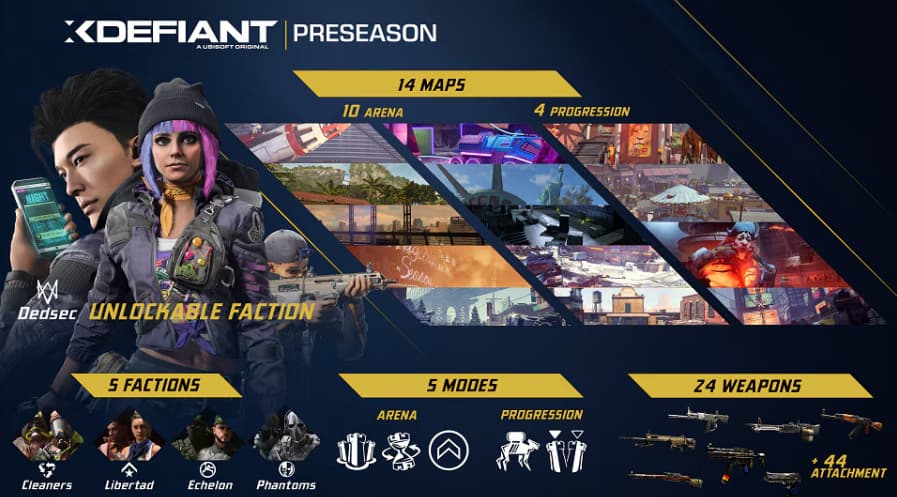 XDEFIANT
A UBISOFT ORIGINAL
PRESEASON
14 MAPS
10 ARENA
4 PROGRESSION
NIGHT
Dedsec
UNLOCKABLE FACTION
5 FACTIONS
Cleaners
Libertad
Echelon
Phantoms
5 MODES
ARENA
PROGRESSION
24 WEAPONS
+ 44
ATTACHMENT